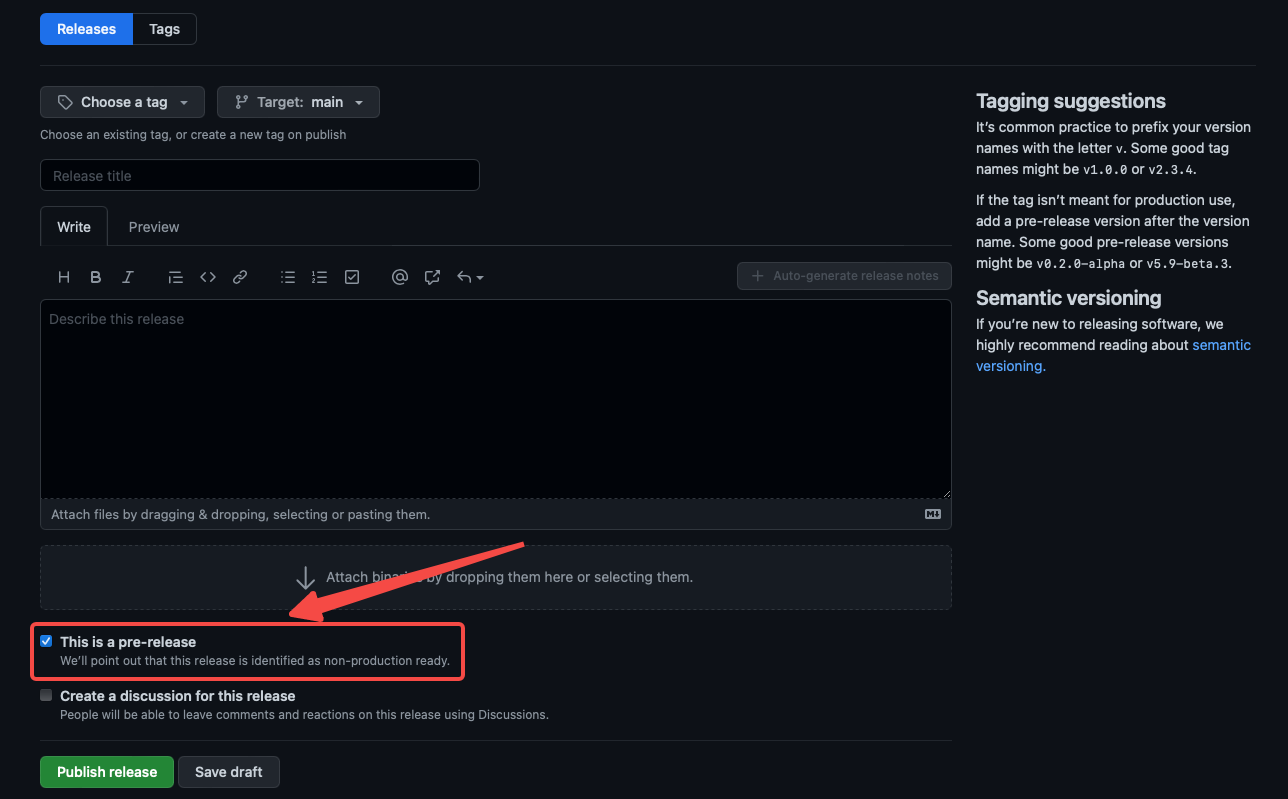 Releases
Tags
Choose a tag
Target: main
Choose an existing tag, or create a new tag on publish
Release title
Write
Preview
Auto-generate release notes
Describe this release
Attach files by dragging & dropping, selecting or pasting them.
Attach binaries by dropping them here or selecting them.
This is a pre-release
We’ll point out that this release is identified as non-production ready.
Create a discussion for this release
People will be able to leave comments and reactions on this release using Discussions.
Publish release
Save draft
Tagging suggestions
It’s common practice to prefix your version
names with the letter v. Some good tag
names might be v1.0.0 or v2.3.4.
If the tag isn’t meant for production use,
add a pre-release version after the version
name. Some good pre-release versions
might be v0.2.0-alpha or v5.9-beta.3.
Semantic versioning
If you’re new to releasing software, we
highly recommend reading about semantic
versioning.